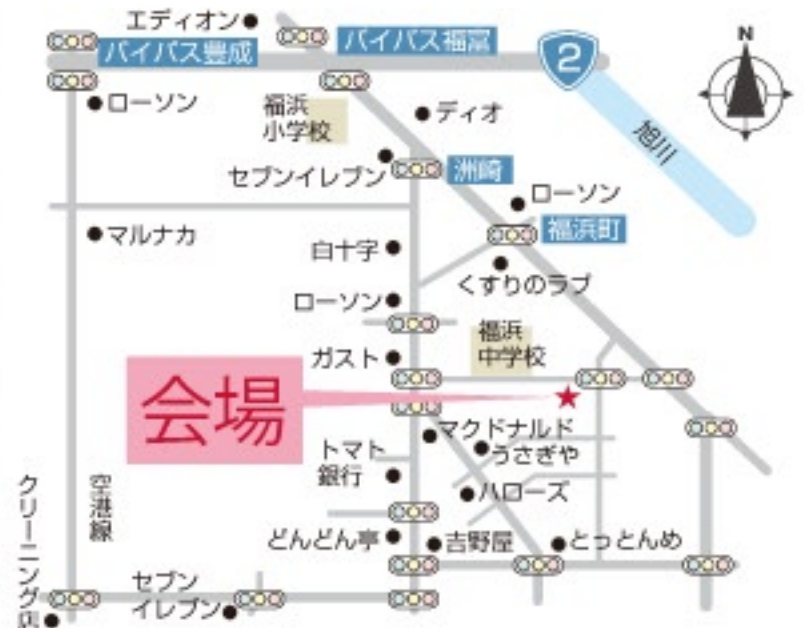 エディオン
バイパス豊成
バイパス福富
2
N
ローソン
福浜
小学校
ディオ
旭川
セブンイレブン
洲崎
ローソン
マルナカ
白十字
福浜町
くすりのラブ
ローソン
福浜
中学校
ガスト
会場
マクドナルド
うさぎや
トマト
銀行
ハローズ
空港線
クリーニング店
どんどん亭
吉野屋
とっとんめ
セブン
イレブン